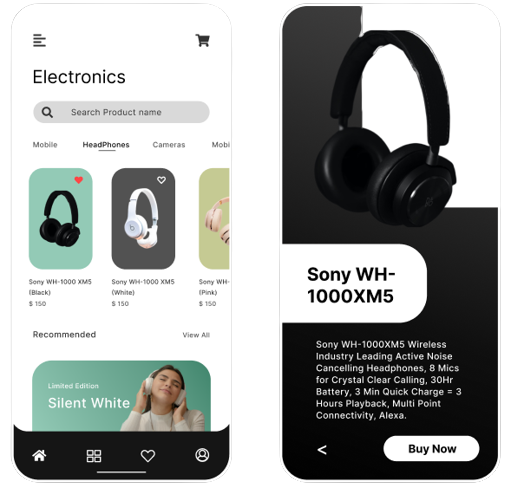 Electronics
Search Product name
Mobile HeadPhones Cameras Mobi
Sony WH-1000 XM5
(Black)
$ 150
Sony WH-1000 XM5
(White)
$ 150
Sony WH-
(Pink)
$ 150
Recommended
View All
Limited Edition
Silent White
Sony WH-
1000XM5
Sony WH-1000XM5 Wireless
Industry Leading Active Noise
Cancelling Headphones, 8 Mics
for Crystal Clear Calling, 30Hr
Battery, 3 Min Quick Charge = 3
Hours Playback, Multi Point
Connectivity, Alexa.
<
Buy Now